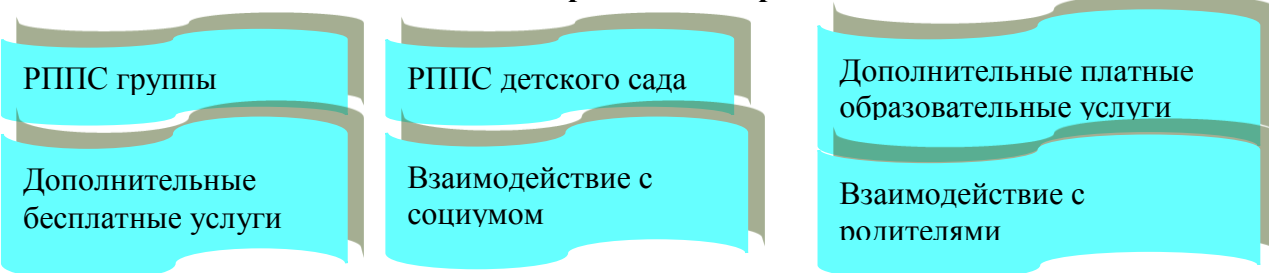 РППС группы
РППС детского сада
Дополнительные платные
образовательные услуги
Дополнительные
бесплатные услуги
Взаимодействие с
социумом
Взаимодействие с
родителями